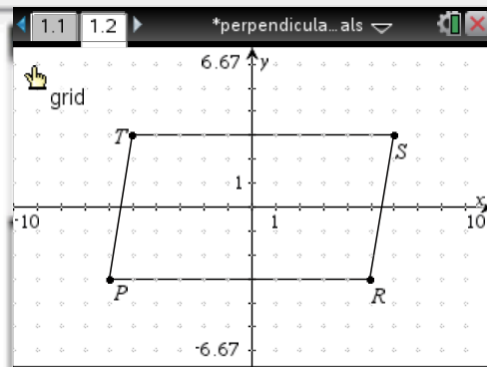 1.1 1.2 *perpendicula…als
6.67 y
grid
T
S
1
x
-10 1 10
P R
-6.67